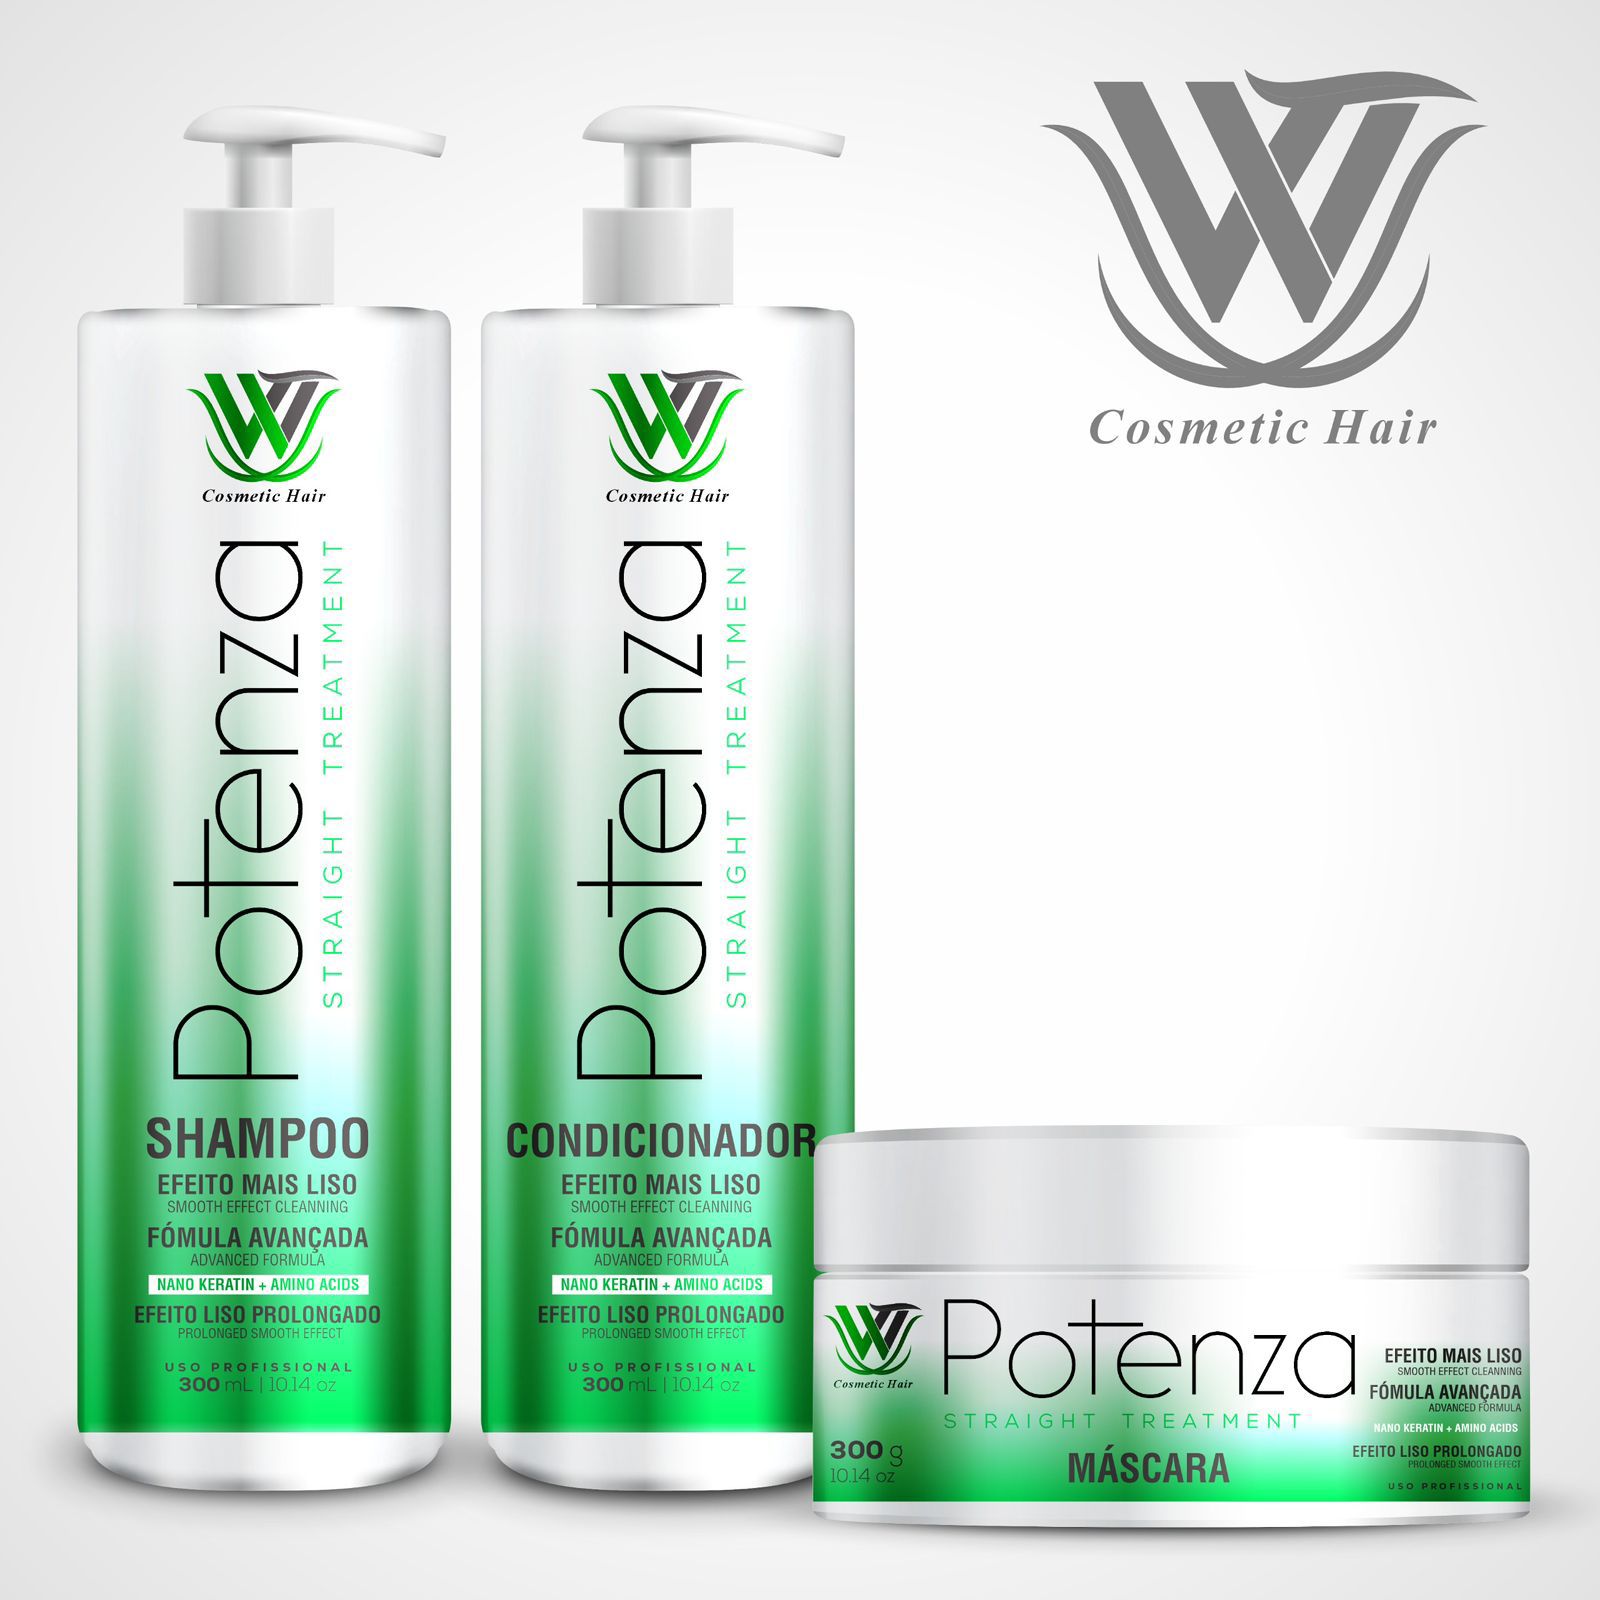 WT
Cosmetic Hair
WT
Cosmetic Hair
Potenza
STRAIGHT TREATMENT
SHAMPOO
EFEITO MAIS LISO
SMOOTH EFFECT CLEANNING
FÓMULA AVANÇADA
ADVANCED FORMULA
NANO KERATIN + AMINO ACIDS
EFEITO LISO PROLONGADO
PROLONGED SMOOTH EFFECT
USO PROFISSIONAL
300 mL | 10.14 oz
WT
Cosmetic Hair
Potenza
STRAIGHT TREATMENT
CONDICIONADOR
EFEITO MAIS LISO
SMOOTH EFFECT CLEANNING
FÓMULA AVANÇADA
ADVANCED FORMULA
NANO KERATIN + AMINO ACIDS
EFEITO LISO PROLONGADO
PROLONGED SMOOTH EFFECT
USO PROFISSIONAL
300 mL | 10.14 oz
WT
Cosmetic Hair
300 g
10.14 oz
Potenza
STRAIGHT TREATMENT
MÁSCARA
EFEITO MAIS LISO
SMOOTH EFFECT CLEANNING
FÓMULA AVANÇADA
ADVANCED FORMULA
NANO KERATIN + AMINO ACIDS
EFEITO LISO PROLONGADO
PROLONGED SMOOTH EFFECT
USO PROFISSIONAL